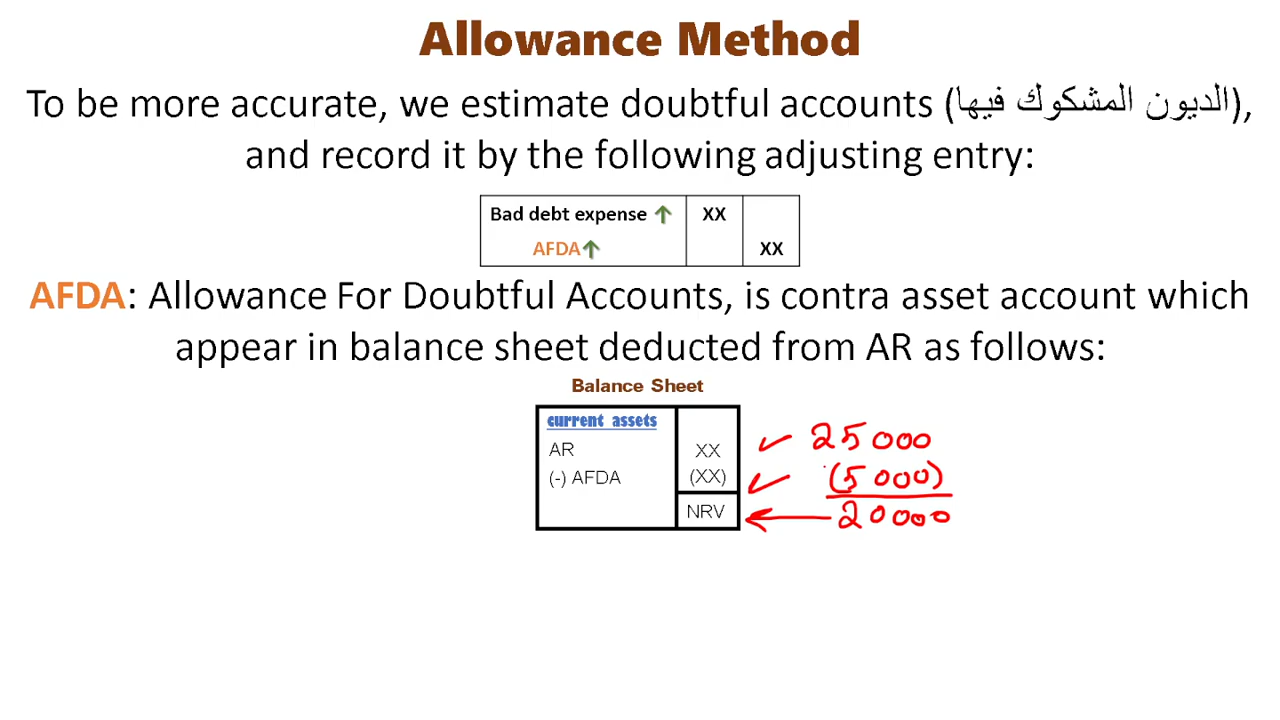 Allowance Method
To be more accurate, we estimate doubtful accounts (الديون المشكوك فيها),
and record it by the following adjusting entry:
Bad debt expense ↑ XX
AFDA↑ XX
AFDA: Allowance For Doubtful Accounts, is contra asset account which
appear in balance sheet deducted from AR as follows:
Balance Sheet
current assets
AR XX ✓ 25000
(-) AFDA (XX) ✓ (5000)
NRV ← 20000